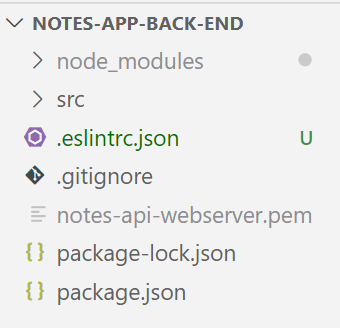 NOTES-APP-BACK-END
node_modules
src
.eslintrc.json U
.gitignore
notes-api-webserver.pem
package-lock.json
package.json